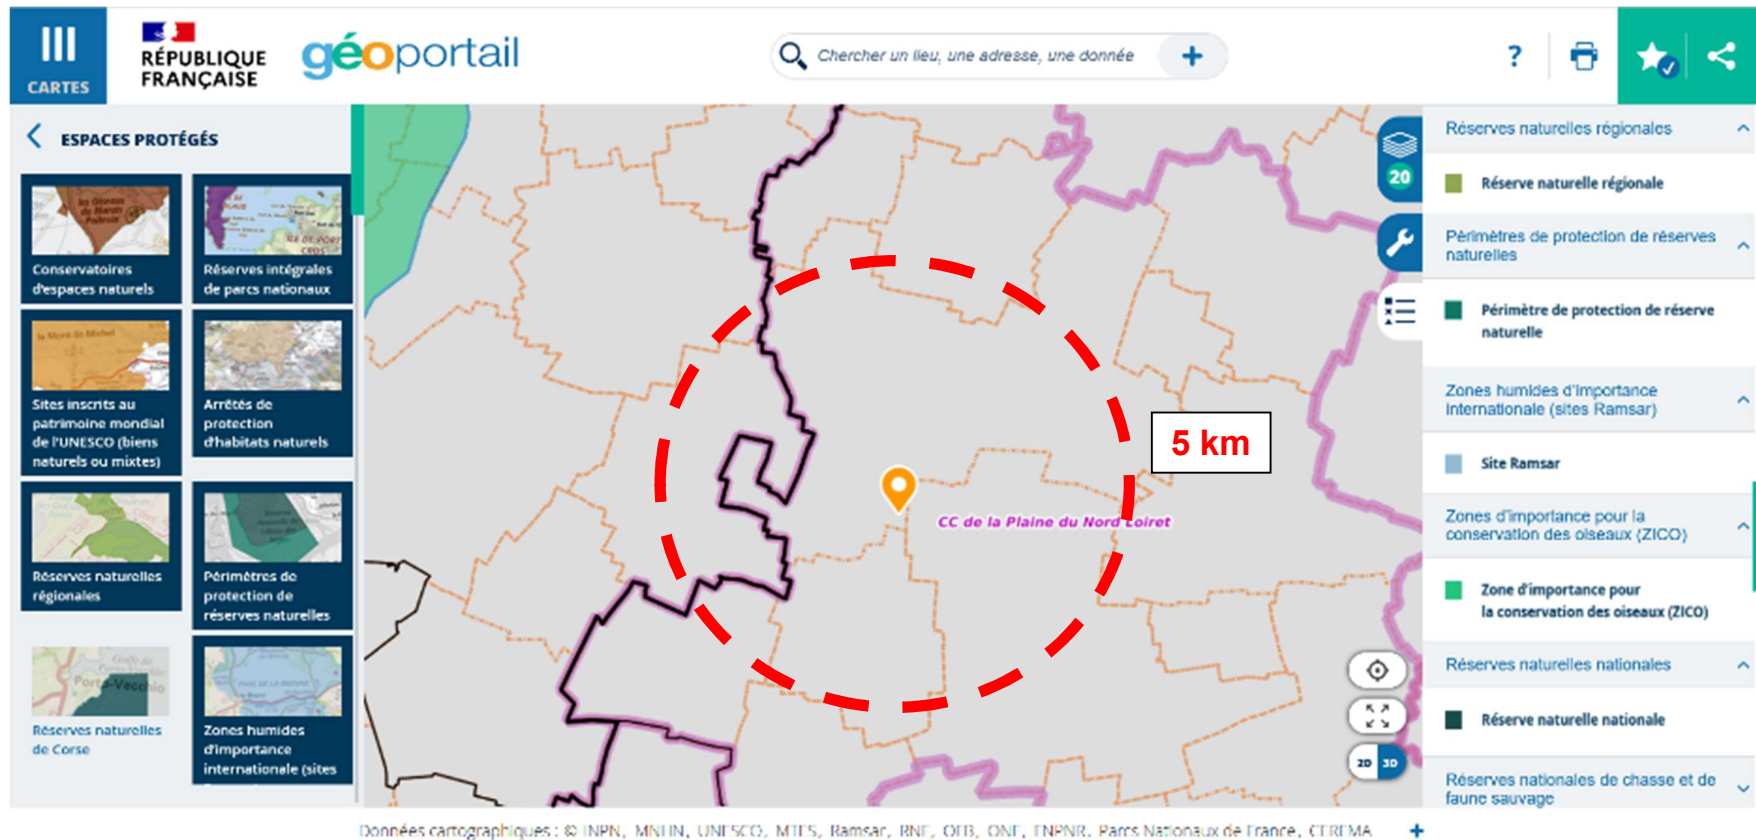 CARTES
RÉPUBLIQUE
FRANÇAISE
géoportail
Chercher un lieu, une adresse, une donnée
?
ESPACES PROTÉGÉS
Conservatoires
d'espaces naturels
Réserves intégrales
de parcs nationaux
Sites inscrits au
patrimoine mondial
de l'UNESCO (biens
naturels ou mixtes)
Arrêtés de
protection
d'habitats naturels
Réserves naturelles
régionales
Périmètres de
protection de
réserves naturelles
Porto-Vecchio
Réserves naturelles
de Corse
Zones humides
d'importance
internationale (sites
5 km
CC de la Plaine du Nord Loiret
20
2D 3D
Réserves naturelles régionales
Réserve naturelle régionale
Périmètres de protection de réserves
naturelles
Périmètre de protection de réserve
naturelle
Zones humides d'importance
internationale (sites Ramsar)
Site Ramsar
Zones d'importance pour la
conservation des oiseaux (ZICO)
Zone d'importance pour
la conservation des oiseaux (ZICO)
Réserves naturelles nationales
Réserve naturelle nationale
Réserves nationales de chasse et de
faune sauvage
Données cartographiques : © INPN, MNHN, UNESCO, MTES, Ramsar, RNF, OFB, ONF, FNPNR, Parcs Nationaux de France, CEREMA